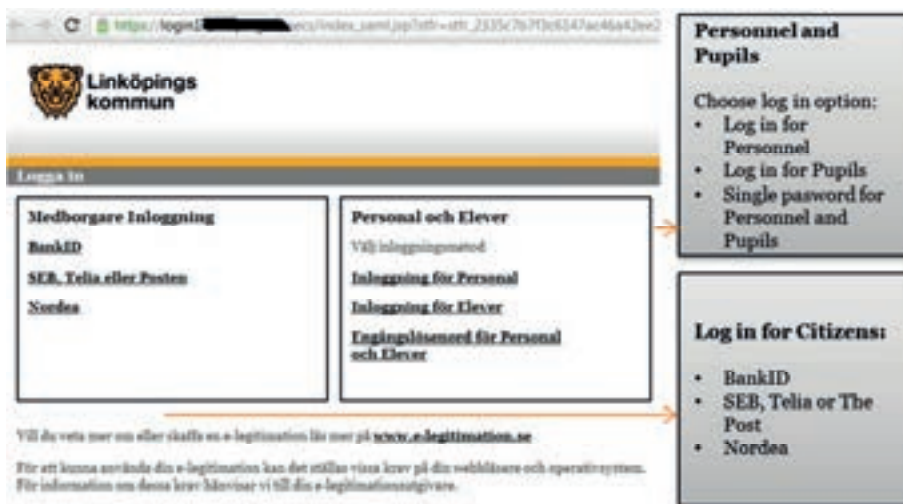 Linköpings
kommun
Logga in
Medborgare Inloggning
BankID
SEB, Telia eller Posten
Nordea
Personal och Elever
Välj inloggningsmetod
Inloggning för Personal
Inloggning för Elever
Engångslösenord för Personal
och Elever
Vill du veta mer om eller skaffa en e-legitimation läs mer på www.e-legitimation.se
För att kunna använda din e-legitimation kan det ställas vissa krav på din webbläsare och operativsystem.
För information om dessa krav hänvisar vi till din e-legitimationsutgivare.
Personnel and
Pupils
Choose log in option:
• Log in for
Personnel
• Log in for Pupils
• Single pasword for
Personnel and
Pupils
Log in for Citizens:
• BankID
• SEB, Telia or The
Post
• Nordea